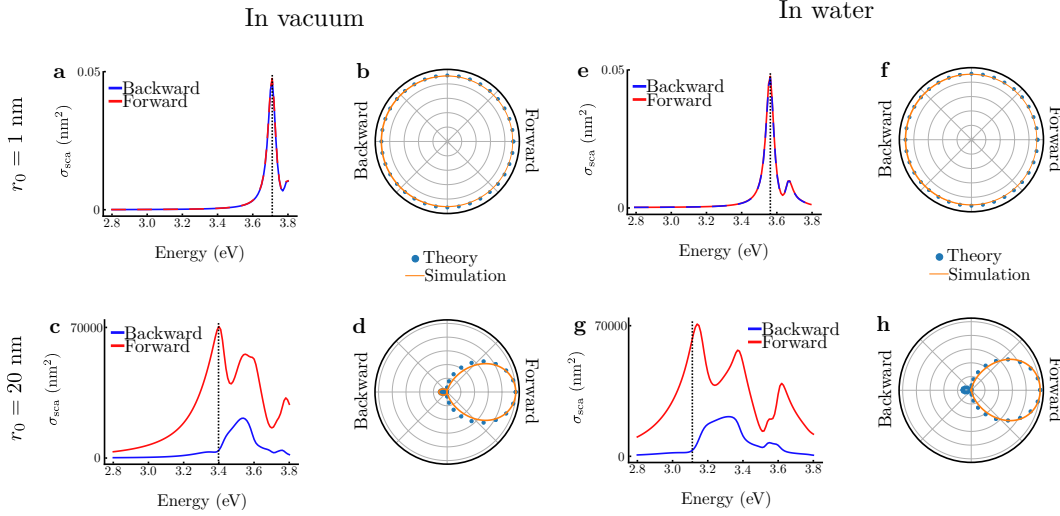 In vacuum
In water
r₀ = 1 nm
r₀ = 20 nm
a
0.05
Backward
Forward
σsca (nm²)
0
2.8 3.0 3.2 3.4 3.6 3.8
Energy (eV)
b
Backward
Forward
e
0.05
Backward
Forward
σsca (nm²)
0
2.8 3.0 3.2 3.4 3.6 3.8
Energy (eV)
f
Backward
Forward
Theory
Simulation
Theory
Simulation
c
70000
Backward
Forward
σsca (nm²)
0
2.8 3.0 3.2 3.4 3.6 3.8
Energy (eV)
d
Backward
Forward
g
70000
Backward
Forward
σsca (nm²)
0
2.8 3.0 3.2 3.4 3.6 3.8
Energy (eV)
h
Backward
Forward